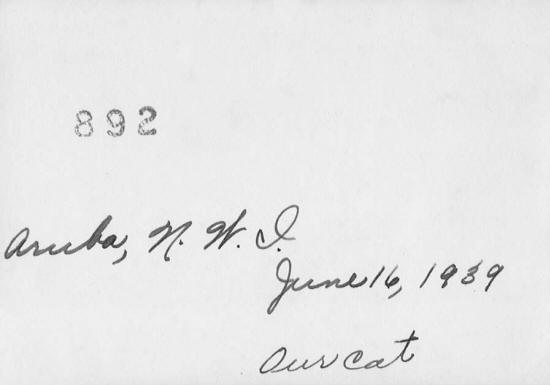 892
Aruba, N. W. I.
June 16, 1939
Our cat